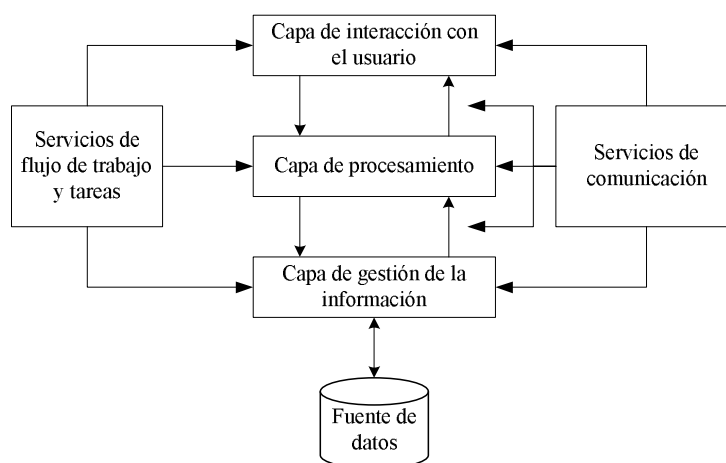 Capa de interacción con
el usuario
Servicios de
flujo de trabajo
y tareas
Capa de procesamiento
Servicios de
comunicación
Capa de gestión de la
información
Fuente de
datos